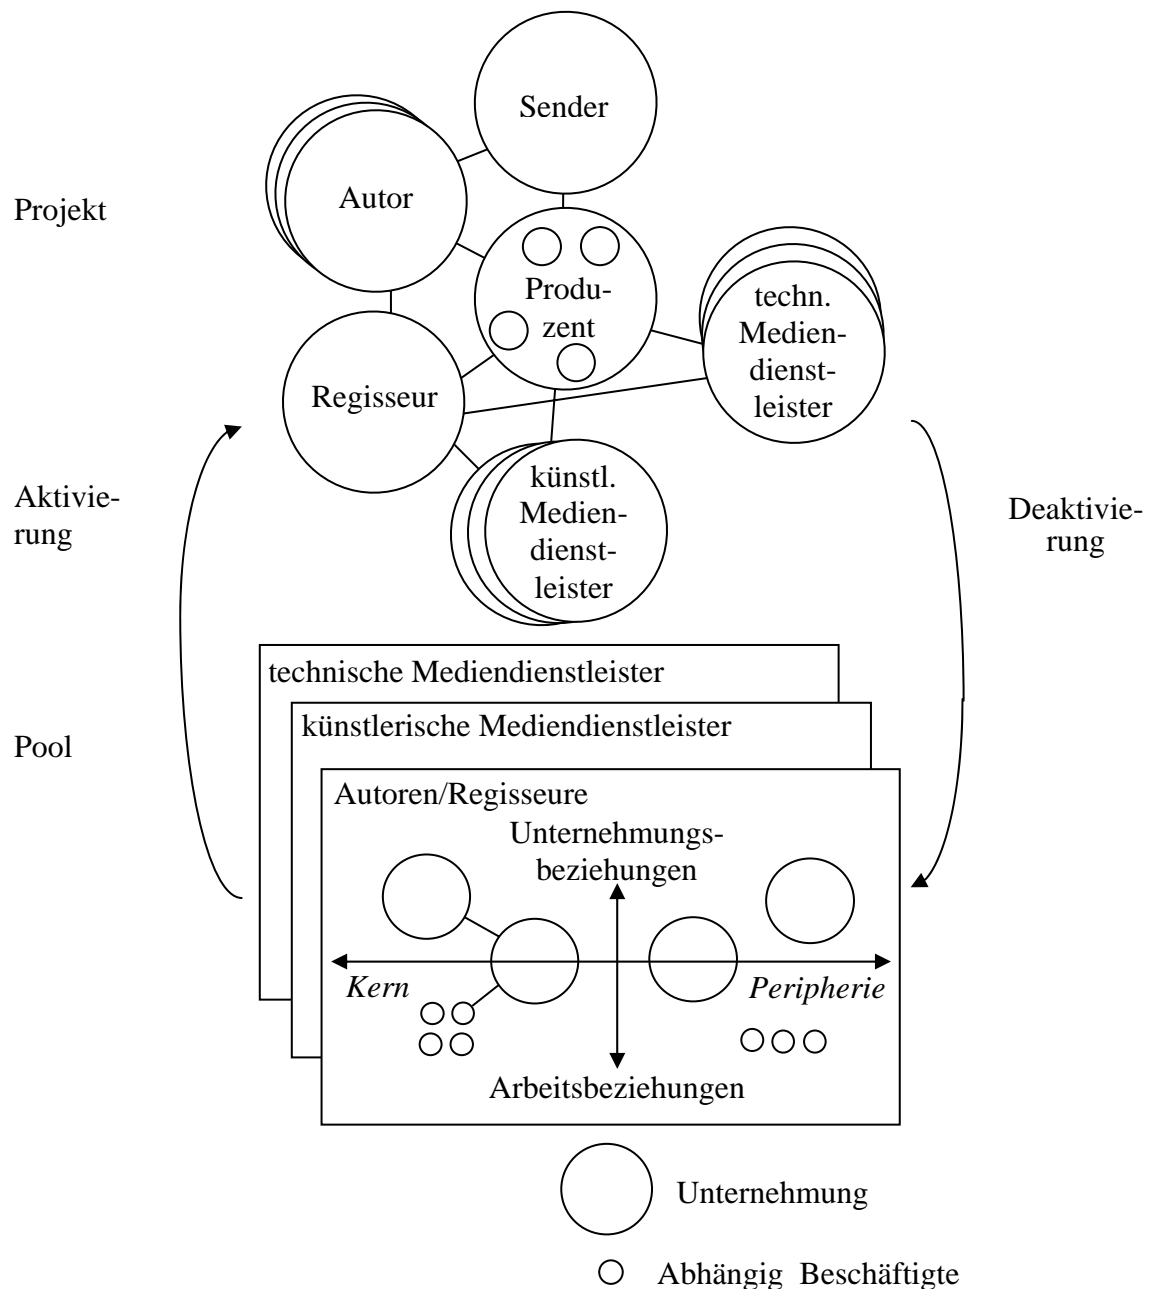 Sender
Autor
Projekt
Produ-
zent
techn.
Medien-
dienst-
leister
Regisseur
künstl.
Medien-
dienst-
leister
Aktivie-
rung
Deaktivie-
rung
technische Mediendienstleister
künstlerische Mediendienstleister
Pool
Autoren/Regisseure
Unternehmungs-
beziehungen
Kern
Peripherie
Arbeitsbeziehungen
Unternehmung
Abhängig Beschäftigte